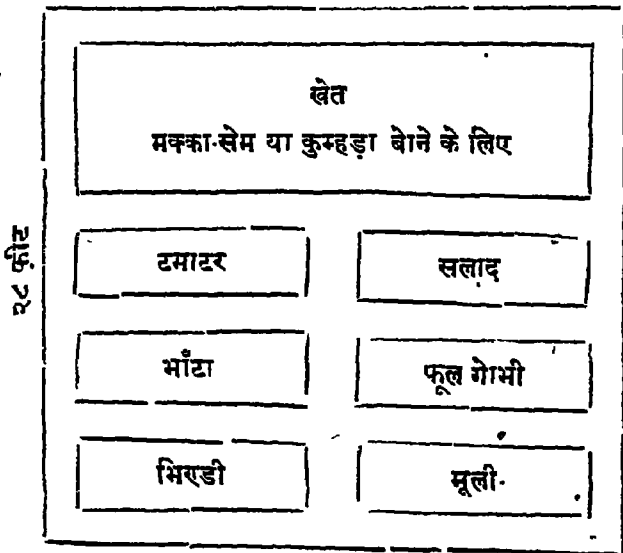 खेत
मक्का-सेम या कुम्हड़ा बोने के लिए
२८ फ़ीट
टमाटर
सलाद
भाँटा
फूल गोभी
भिण्डी
मूली